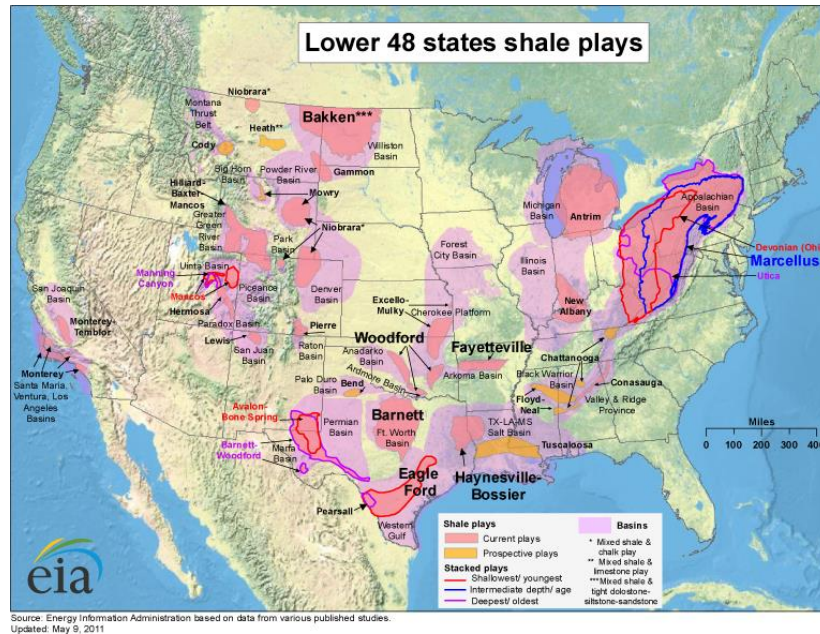 Lower 48 states shale plays
Niobrara*
Montana
Thrust
Belt
Bakken***
Heath**
Cody
Williston
Basin
Big Horn
Basin
Powder River
Basin
Gammon
Hilliard-
Baxter-
Mancos
Mowry
Greater
Green
River
Basin
Niobrara*
Park
Basin
Michigan
Basin
Antrim
Appalachian
Basin
Devonian (Ohi
Marcellus
Utica
Forest
City Basin
Illinois
Basin
Uinta Basin
Manning
Canyon
Mancos
Piceance
Basin
Denver
Basin
San Joaquin
Basin
Hermosa
Paradox Basin
Excello-
Mulky
Cherokee Platform
New
Albany
Monterey-
Temblor
Lewis
San Juan
Basin
Pierre
Raton
Basin
Woodford
Anadarko
Basin
Fayetteville
Chattanooga
Monterey
Santa Maria,
Ventura, Los
Angeles
Basins
Palo Duro
Basin
Bend
Ardmore Basin
Arkoma Basin
Black Warrior
Basin
Conasauga
Floyd-
Neal
Valley & Ridge
Province
Avalon-
Bone Spring
Permian
Basin
Barnett
Ft. Worth
Basin
TX-LA-MS
Salt Basin
Tuscaloosa
Barnett-
Woodford
Marfa
Basin
Eagle
Ford
Haynesville-
Bossier
Pearsall
Western
Gulf
Miles
0 100 200 300 400
Shale plays
Current plays
Prospective plays
Stacked plays
Shallowest/ youngest
Intermediate depth/ age
Deepest/ oldest
Basins
* Mixed shale &
chalk play
** Mixed shale &
limestone play
***Mixed shale &
tight dolostone-
siltstone-sandstone
eia
Source: Energy Information Administration based on data from various published studies.
Updated: May 9, 2011